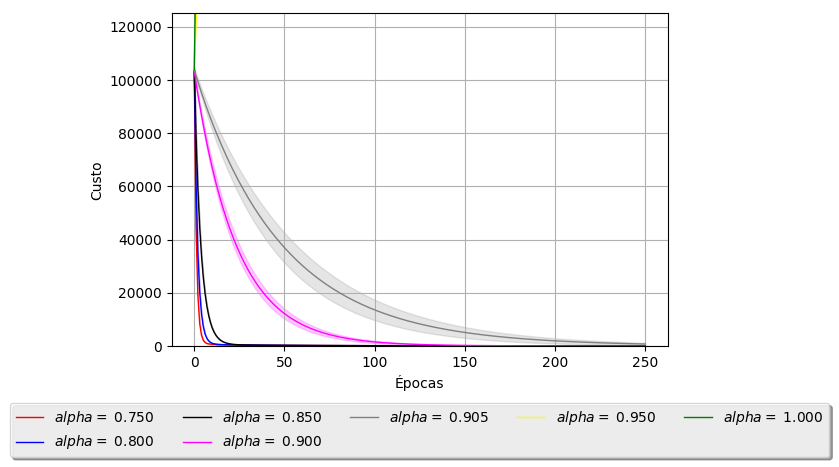 120000
100000
80000
60000
40000
20000
0
Custo
0 50 100 150 200 250
Épocas
alpha = 0.750 alpha = 0.850 alpha = 0.905 alpha = 0.950 alpha = 1.000
alpha = 0.800 alpha = 0.900